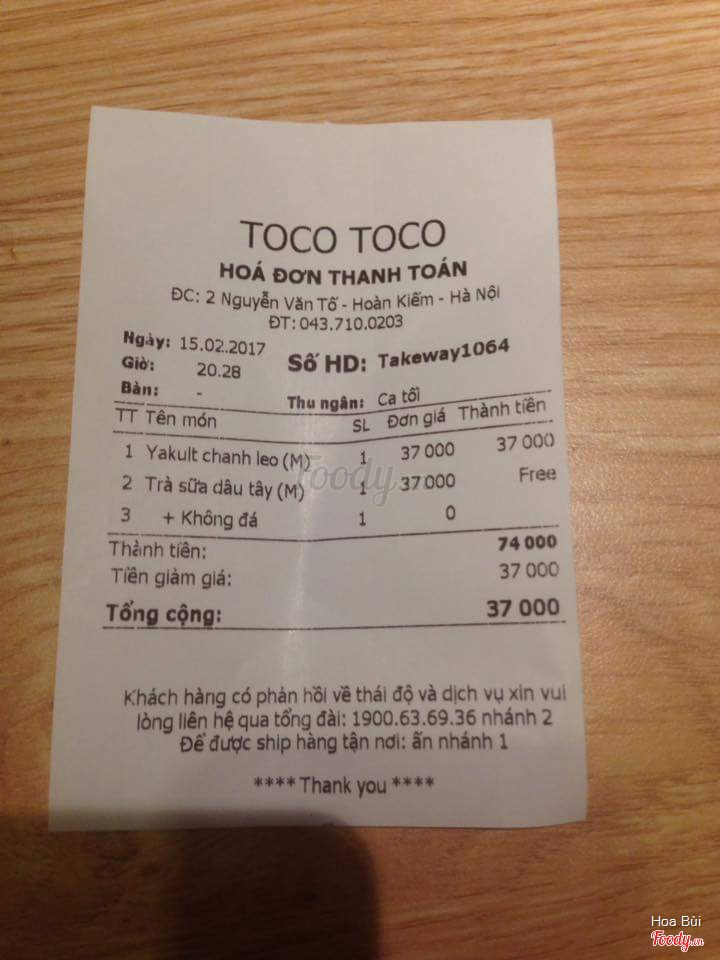 TOCO TOCO
HOÁ ĐƠN THANH TOÁN
ĐC: 2 Nguyễn Văn Tố - Hoàn Kiếm - Hà Nội
ĐT: 043.710.0203
Ngày: 15.02.2017
Giờ: 20.28 Số HD: Takeway1064
Bàn: - Thu ngân: Ca tối
TT Tên món SL Đơn giá Thành tiền
1 Yakult chanh leo (M) 1 37 000 37 000
2 Trà sữa dâu tây (M) 1 37 000 Free
3 + Không đá 1 0
Thành tiền: 74 000
Tiền giảm giá: 37 000
Tổng cộng: 37 000
Khách hàng có phản hồi về thái độ và dịch vụ xin vui
lòng liên hệ qua tổng đài: 1900.63.69.36 nhánh 2
Để được ship hàng tận nơi: ấn nhánh 1
**** Thank you ****
Foody
Hoa Bùi
Foody.vn